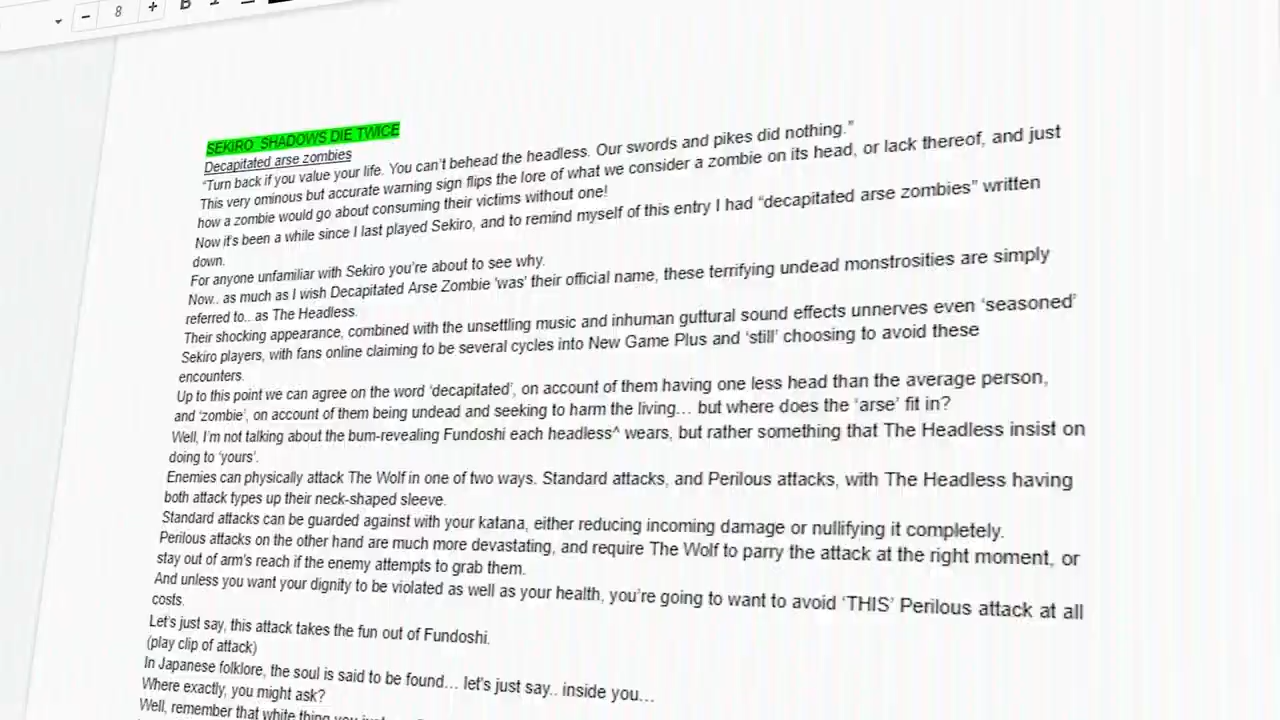 8
SEKIRO: SHADOWS DIE TWICE
Decapitated arse zombies
“Turn back if you value your life. You can't behead the headless. Our swords and pikes did nothing.”
This very ominous but accurate warning sign flips the lore of what we consider a zombie on its head, or lack thereof, and just
how a zombie would go about consuming their victims without one!
Now it's been a while since I last played Sekiro, and to remind myself of this entry I had “decapitated arse zombies” written
down.
For anyone unfamiliar with Sekiro you're about to see why.
Now.. as much as I wish Decapitated Arse Zombie 'was' their official name, these terrifying undead monstrosities are simply
referred to.. as The Headless.
Their shocking appearance, combined with the unsettling music and inhuman guttural sound effects unnerves even ‘seasoned’
Sekiro players, with fans online claiming to be several cycles into New Game Plus and ‘still’ choosing to avoid these
encounters.
Up to this point we can agree on the word ‘decapitated’, on account of them having one less head than the average person,
and ‘zombie’, on account of them being undead and seeking to harm the living... but where does the ‘arse’ fit in?
Well, I'm not talking about the bum-revealing Fundoshi each headless^ wears, but rather something that The Headless insist on
doing to ‘yours’.
Enemies can physically attack The Wolf in one of two ways. Standard attacks, and Perilous attacks, with The Headless having
both attack types up their neck-shaped sleeve.
Standard attacks can be guarded against with your katana, either reducing incoming damage or nullifying it completely.
Perilous attacks on the other hand are much more devastating, and require The Wolf to parry the attack at the right moment, or
stay out of arm's reach if the enemy attempts to grab them.
And unless you want your dignity to be violated as well as your health, you're going to want to avoid ‘THIS’ Perilous attack at all
costs.
Let's just say, this attack takes the fun out of Fundoshi.
(play clip of attack)
In Japanese folklore, the soul is said to be found... let's just say.. inside you...
Where exactly, you might ask?
Well, remember that white thing you